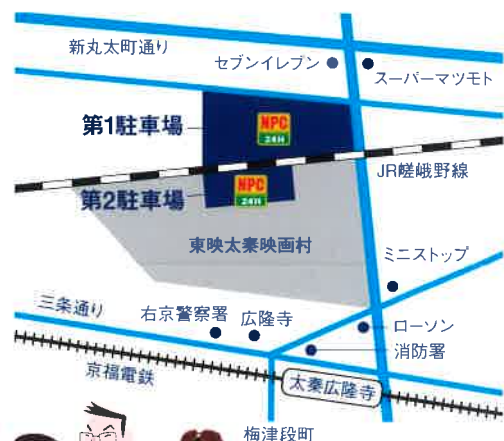 新丸太町通り
セブンイレブン
スーパーマツモト
第1駐車場
NPC
24H
JR嵯峨野線
第2駐車場
NPC
24H
東映太秦映画村
ミニストップ
三条通り
右京警察署
広隆寺
ローソン
消防署
京福電鉄
太秦広隆寺
梅津段町